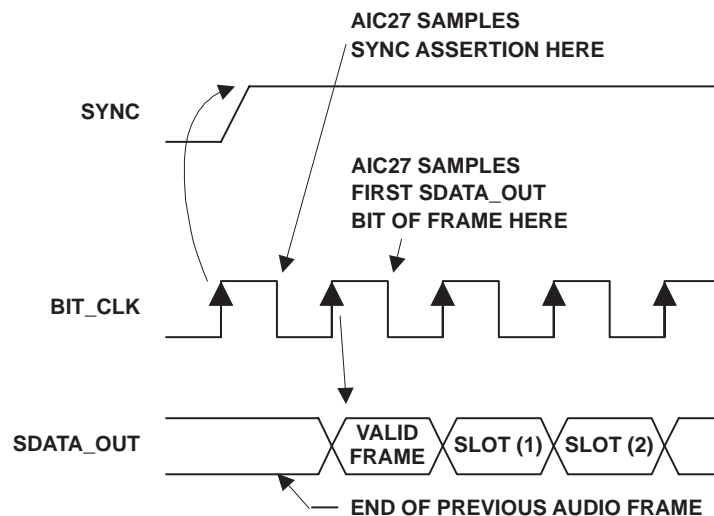 AIC27 SAMPLES
SYNC ASSERTION HERE
SYNC
AIC27 SAMPLES
FIRST SDATA_OUT
BIT OF FRAME HERE
BIT_CLK
SDATA_OUT
VALID
FRAME
SLOT (1)
SLOT (2)
END OF PREVIOUS AUDIO FRAME